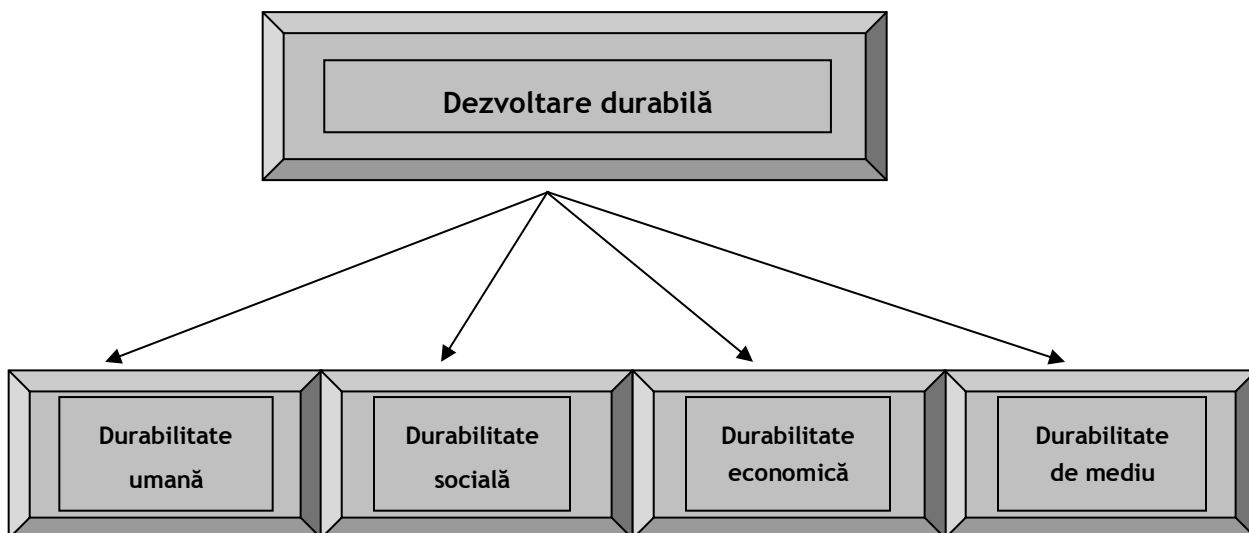 Dezvoltare durabilă
Durabilitate
umană
Durabilitate
socială
Durabilitate
economică
Durabilitate
de mediu